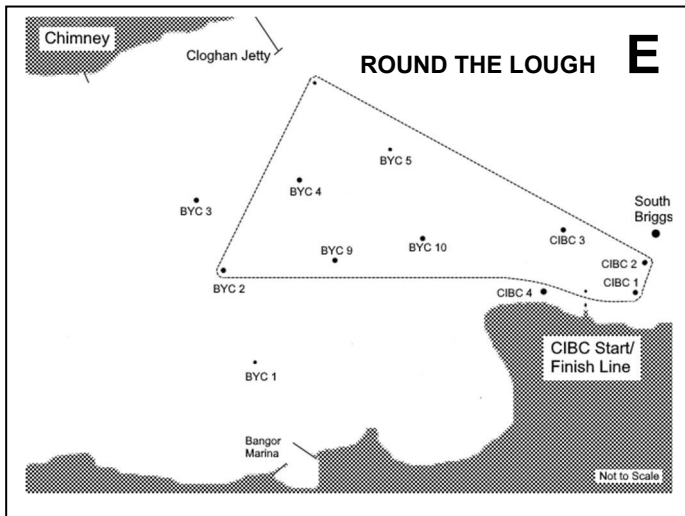 Chimney
Cloghan Jetty
ROUND THE LOUGH E
BYC 5
BYC 4
BYC 3
South
Briggs
CIBC 3
BYC 10
BYC 9
CIBC 2
BYC 2
CIBC 4
CIBC 1
CIBC Start/
Finish Line
BYC 1
Bangor
Marina
Not to Scale